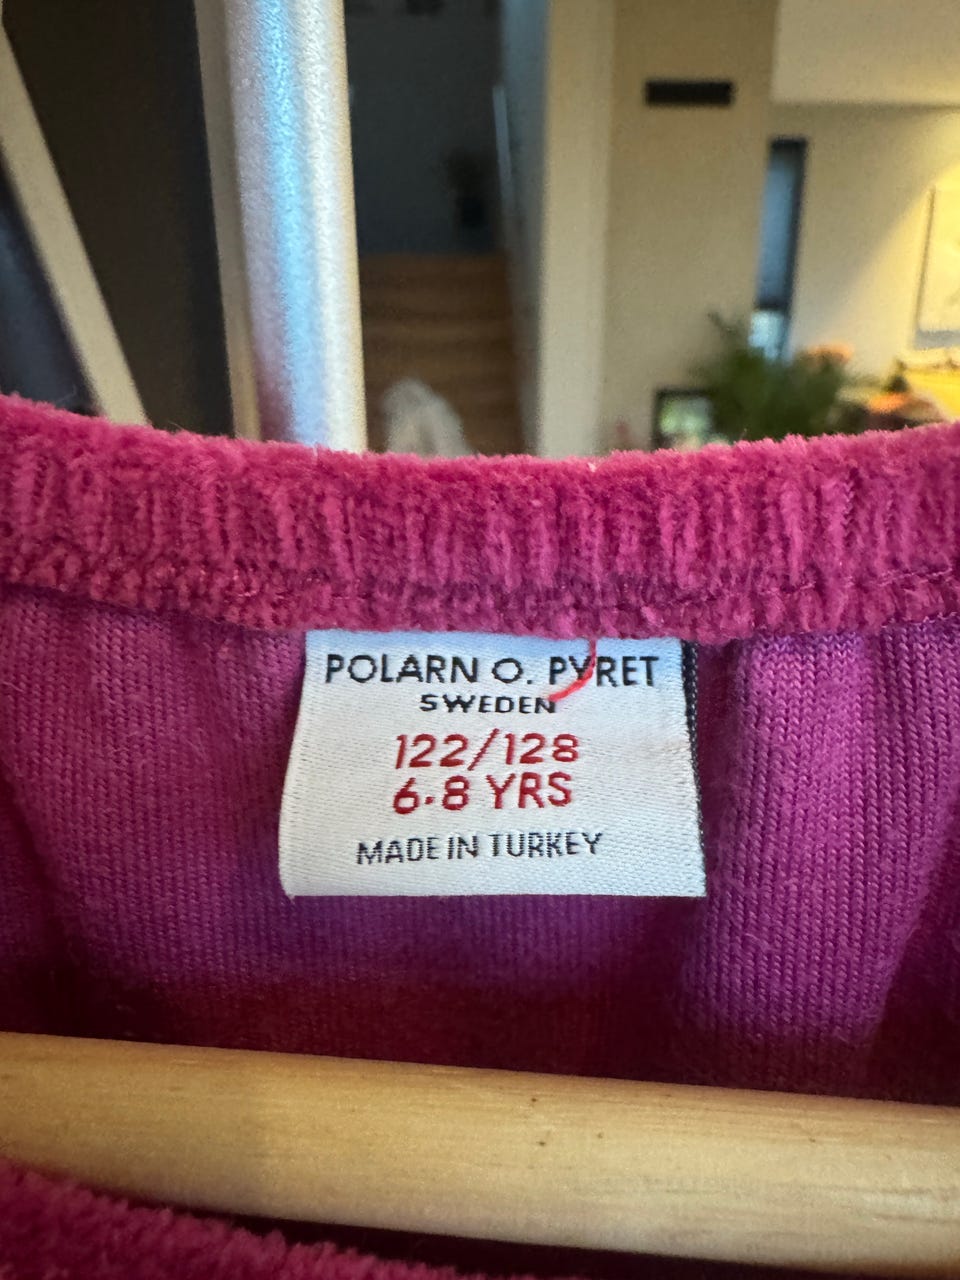 POLARN O. PYRET
SWEDEN
122/128
6-8 YRS
MADE IN TURKEY